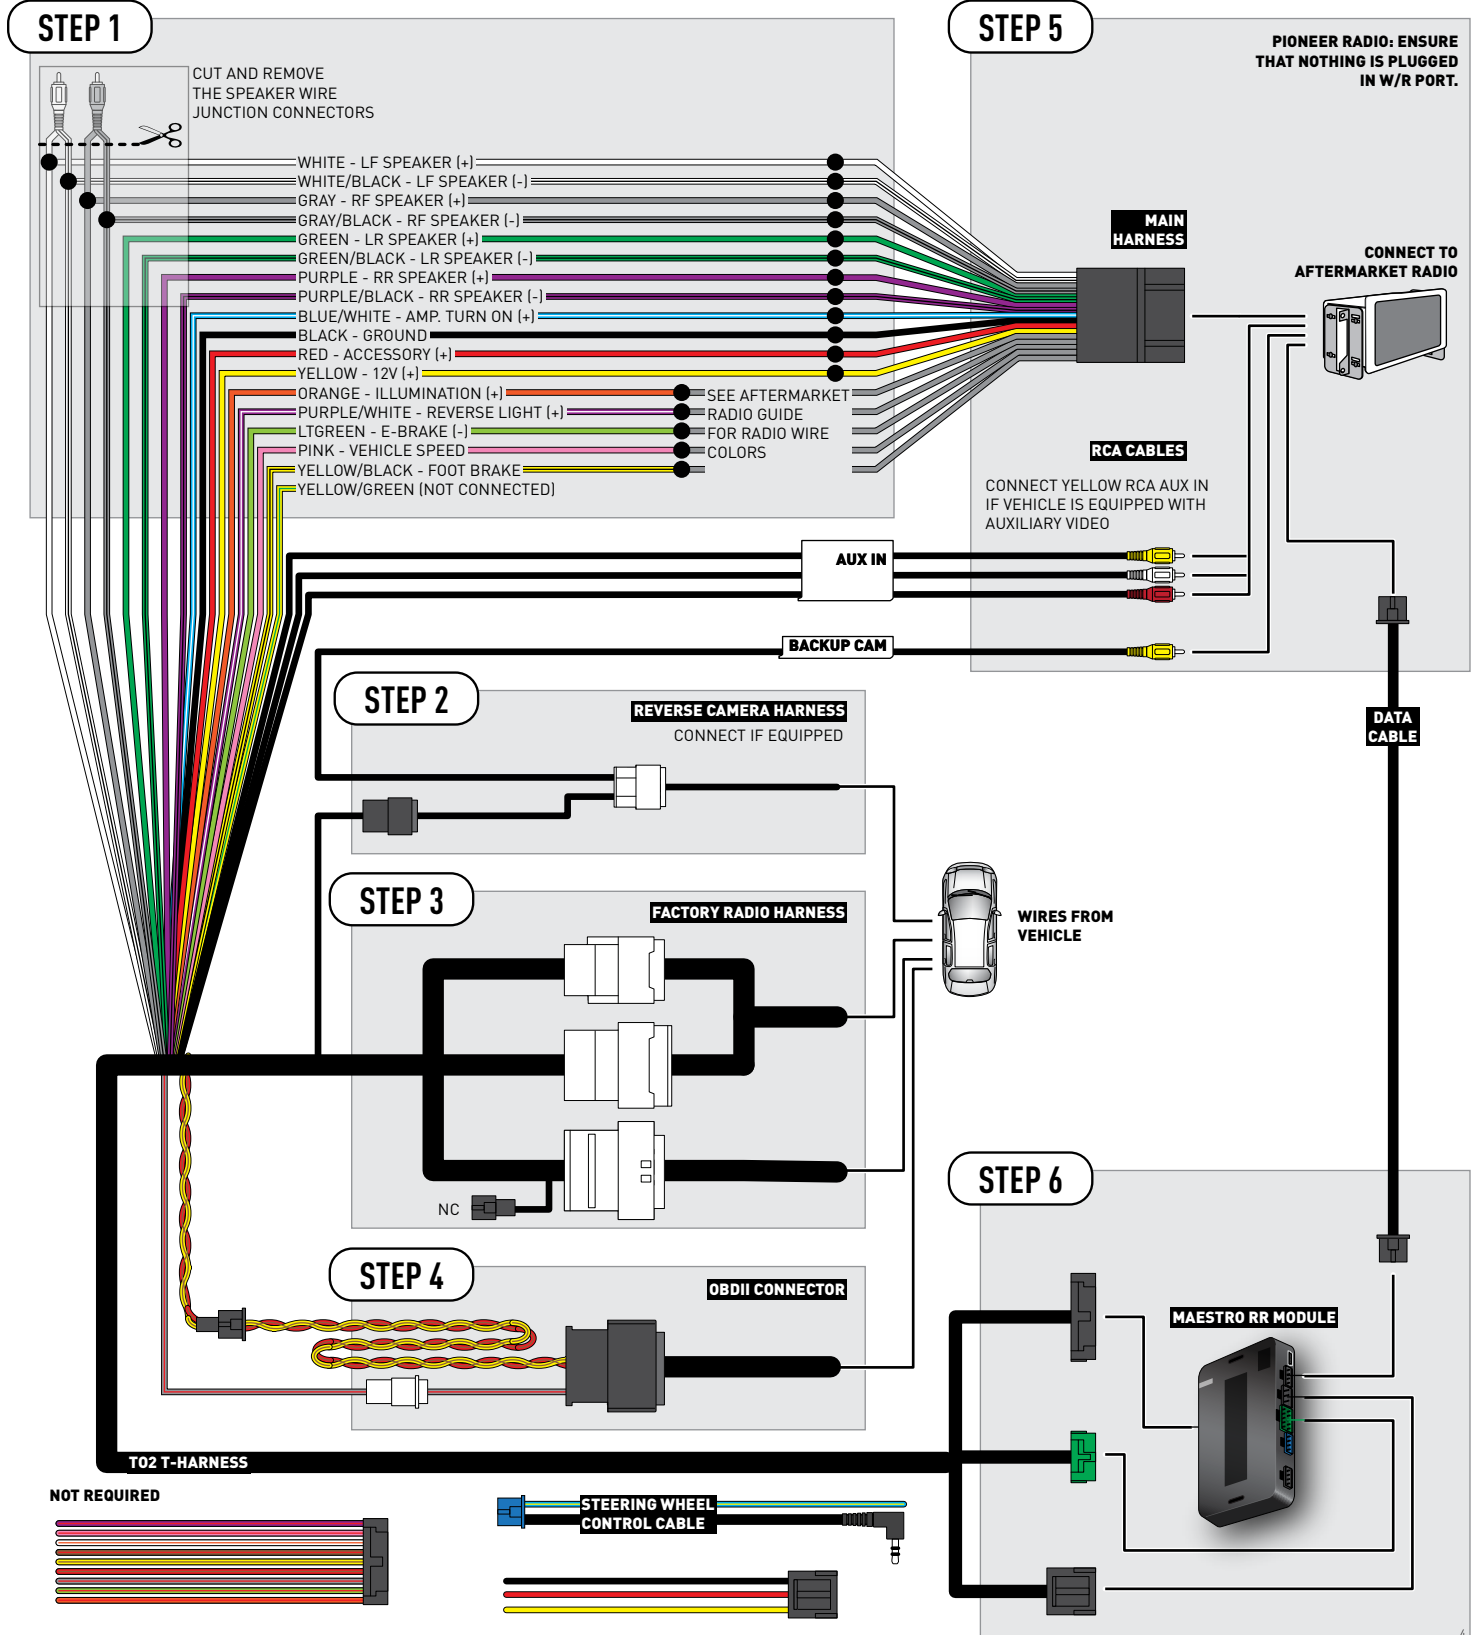 STEP 1
CUT AND REMOVE
THE SPEAKER WIRE
JUNCTION CONNECTORS
WHITE - LF SPEAKER (+)
WHITE/BLACK - LF SPEAKER (-)
GRAY - RF SPEAKER (+)
GRAY/BLACK - RF SPEAKER (-)
GREEN - LR SPEAKER (+)
GREEN/BLACK - LR SPEAKER (-)
PURPLE - RR SPEAKER (+)
PURPLE/BLACK - RR SPEAKER (-)
BLUE/WHITE - AMP. TURN ON (+)
BLACK - GROUND
RED - ACCESSORY (+)
YELLOW - 12V (+)
ORANGE - ILLUMINATION (+)
PURPLE/WHITE - REVERSE LIGHT (+)
LTGREEN - E-BRAKE (-)
PINK - VEHICLE SPEED
YELLOW/BLACK - FOOT BRAKE
YELLOW/GREEN (NOT CONNECTED)
SEE AFTERMARKET
RADIO GUIDE
FOR RADIO WIRE
COLORS
STEP 5
PIONEER RADIO: ENSURE
THAT NOTHING IS PLUGGED
IN W/R PORT.
MAIN
HARNESS
CONNECT TO
AFTERMARKET RADIO
RCA CABLES
CONNECT YELLOW RCA AUX IN
IF VEHICLE IS EQUIPPED WITH
AUXILIARY VIDEO
AUX IN
BACKUP CAM
DATA
CABLE
STEP 2
REVERSE CAMERA HARNESS
CONNECT IF EQUIPPED
STEP 3
FACTORY RADIO HARNESS
WIRES FROM
VEHICLE
NC
STEP 4
OBDII CONNECTOR
STEP 6
MAESTRO RR MODULE
TO2 T-HARNESS
NOT REQUIRED
STEERING WHEEL
CONTROL CABLE
4